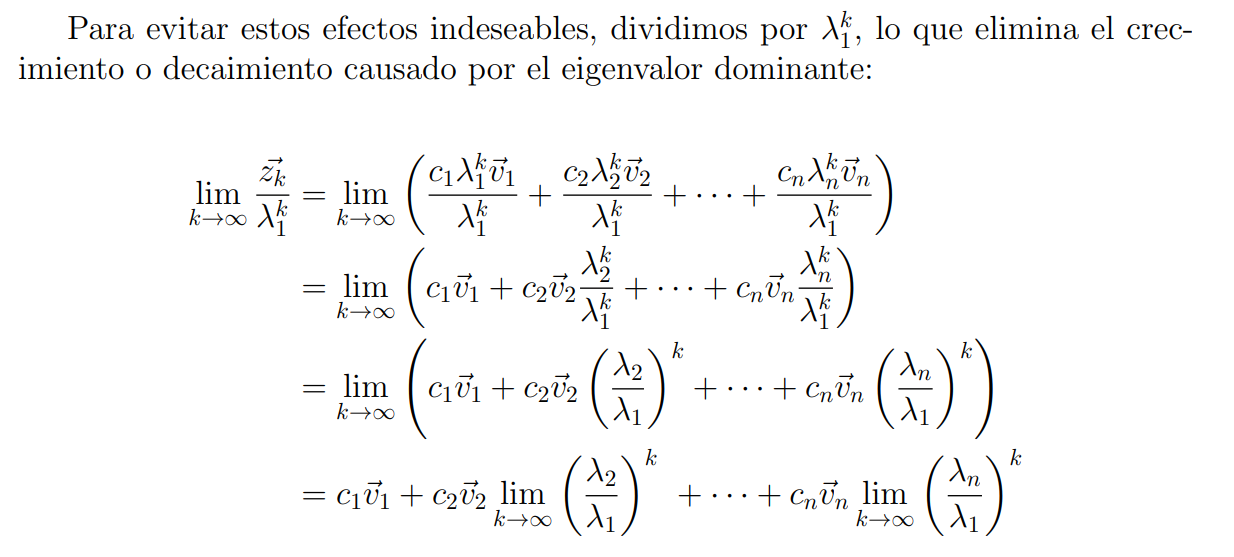 Para evitar estos efectos indeseables, dividimos por $\lambda_1^k$, lo que elimina el crec-
imiento o decaimiento causado por el eigenvalor dominante:
$\lim_{k\to\infty} \frac{\vec{z_k}}{\lambda_1^k} = \lim_{k\to\infty} \left( \frac{c_1\lambda_1^k\vec{v}_1}{\lambda_1^k} + \frac{c_2\lambda_2^k\vec{v}_2}{\lambda_1^k} + \cdots + \frac{c_n\lambda_n^k\vec{v}_n}{\lambda_1^k} \right)$
$= \lim_{k\to\infty} \left( c_1\vec{v}_1 + c_2\vec{v}_2 \frac{\lambda_2^k}{\lambda_1^k} + \cdots + c_n\vec{v}_n \frac{\lambda_n^k}{\lambda_1^k} \right)$
$= \lim_{k\to\infty} \left( c_1\vec{v}_1 + c_2\vec{v}_2 \left( \frac{\lambda_2}{\lambda_1} \right)^k + \cdots + c_n\vec{v}_n \left( \frac{\lambda_n}{\lambda_1} \right)^k \right)$
$= c_1\vec{v}_1 + c_2\vec{v}_2 \lim_{k\to\infty} \left( \frac{\lambda_2}{\lambda_1} \right)^k + \cdots + c_n\vec{v}_n \lim_{k\to\infty} \left( \frac{\lambda_n}{\lambda_1} \right)^k$